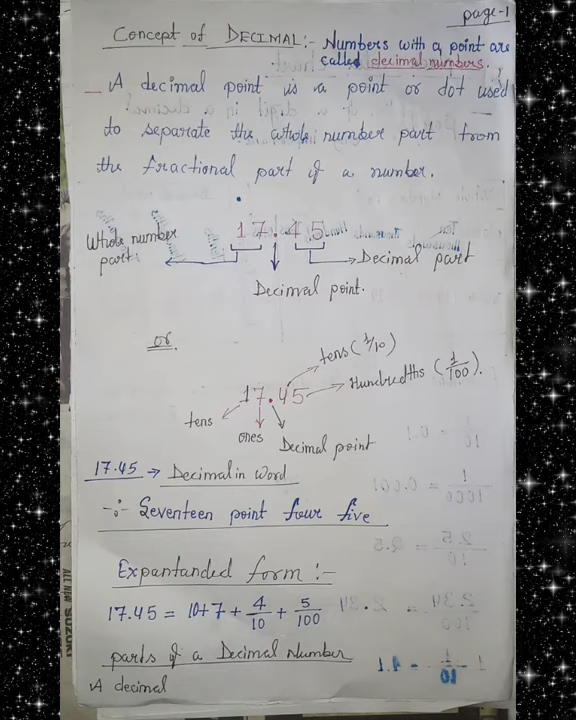 page-1
Concept of DECIMAL:- Numbers with a point are
called decimal numbers.
A decimal point is a point or dot used
to separate the whole number part from
the fractional part of a number.
17.45
Whole number
part
Decimal part
Decimal point.
or
tens (1/10)
Hundredths (1/100).
17.45
tens
ones
Decimal point
17.45 → Decimal in word
Seventeen point four five
Expantanded form :-
17.45 = 10+7+ 4/10 + 5/100
parts of a Decimal Number
A decimal
ALL NEW SUZUKI